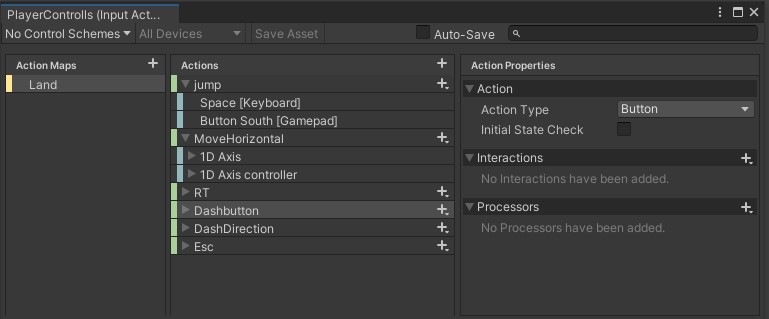 PlayerControlls (Input Act...
No Control Schemes All Devices Save Asset Auto-Save
Action Maps
Land
Actions
jump
Space [Keyboard]
Button South [Gamepad]
MoveHorizontal
1D Axis
1D Axis controller
RT
Dashbutton
DashDirection
Esc
Action Properties
Action
Action Type Button
Initial State Check
Interactions
No Interactions have been added.
Processors
No Processors have been added.